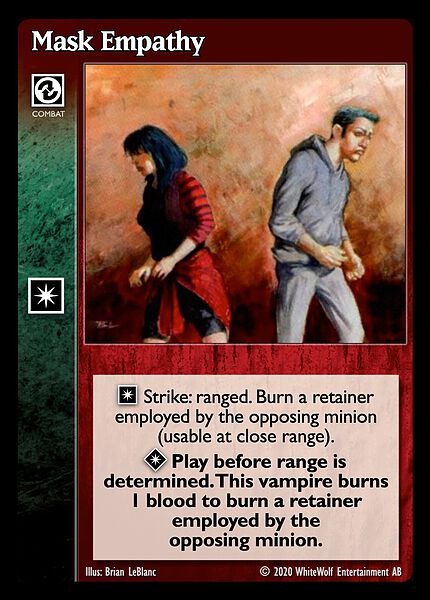 Mask Empathy
COMBAT
Strike: ranged. Burn a retainer
employed by the opposing minion
(usable at close range).
Play before range is
determined.This vampire burns
1 blood to burn a retainer
employed by the
opposing minion.
Illus: Brian LeBlanc © 2020 WhiteWolf Entertainment AB